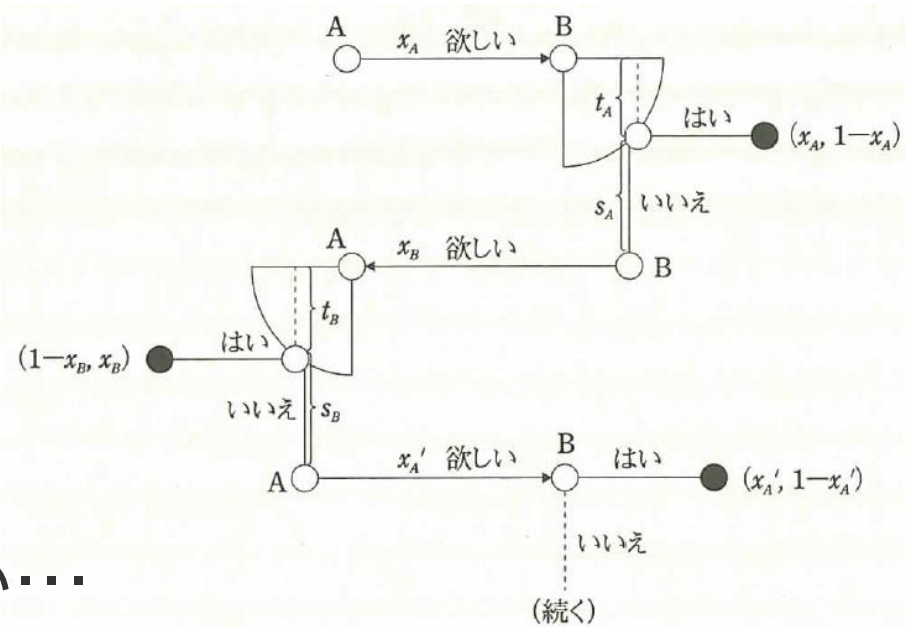 A x_A 欲しい B
t_A はい (x_A, 1−x_A)
s_A いいえ
A x_B 欲しい B
t_B
はい
(1−x_B, x_B)
いいえ s_B
A x_A′ 欲しい B はい (x_A′, 1−x_A′)
いいえ
(続く)